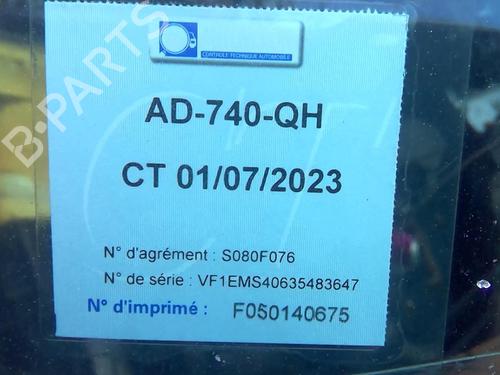 CONTROLE TECHNIQUE AUTOMOBILE
AD-740-QH
CT 01/07/2023
N° d'agrément : S080F076
N° de série : VF1EMS40635483647
N° d'imprimé : F050140675
B-PARTS